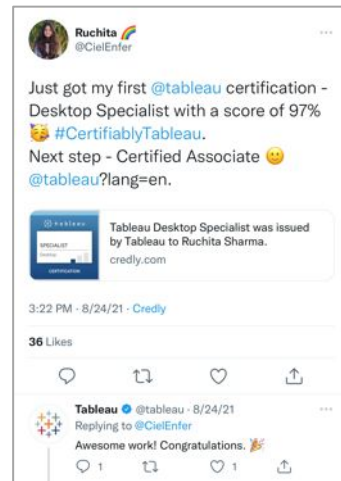 Ruchita 🌈
@CielEnfer
Just got my first @tableau certification -
Desktop Specialist with a score of 97%
🥳 #CertifiablyTableau.
Next step - Certified Associate 🙂
@tableau?lang=en.
tableau
SPECIALIST
Desktop
CERTIFICATION
Tableau Desktop Specialist was issued
by Tableau to Ruchita Sharma.
credly.com
3:22 PM · 8/24/21 · Credly
36 Likes
Tableau @tableau · 8/24/21
Replying to @CielEnfer
Awesome work! Congratulations. 🎉
1 1